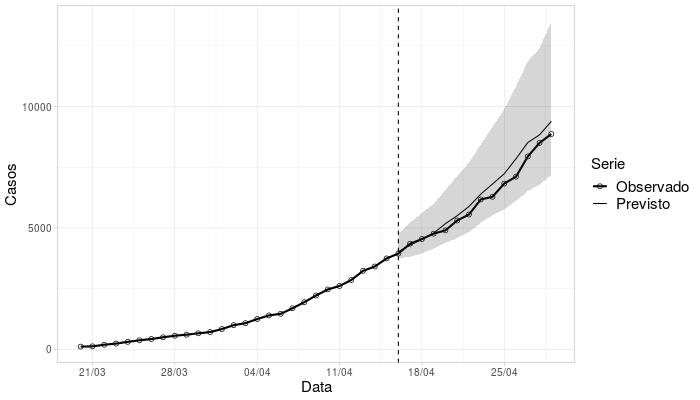 10000
5000
0
Casos
21/03
28/03
04/04
11/04
18/04
25/04
Data
Serie
Observado
Previsto